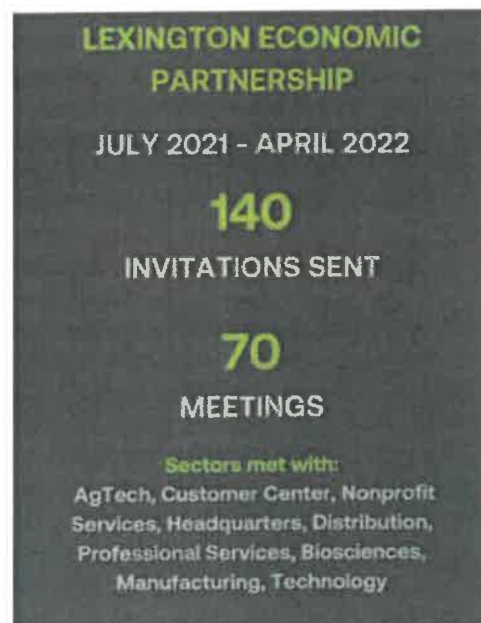 LEXINGTON ECONOMIC
PARTNERSHIP
JULY 2021 - APRIL 2022
140
INVITATIONS SENT
70
MEETINGS
Sectors met with:
AgTech, Customer Center, Nonprofit
Services, Headquarters, Distribution,
Professional Services, Biosciences,
Manufacturing, Technology